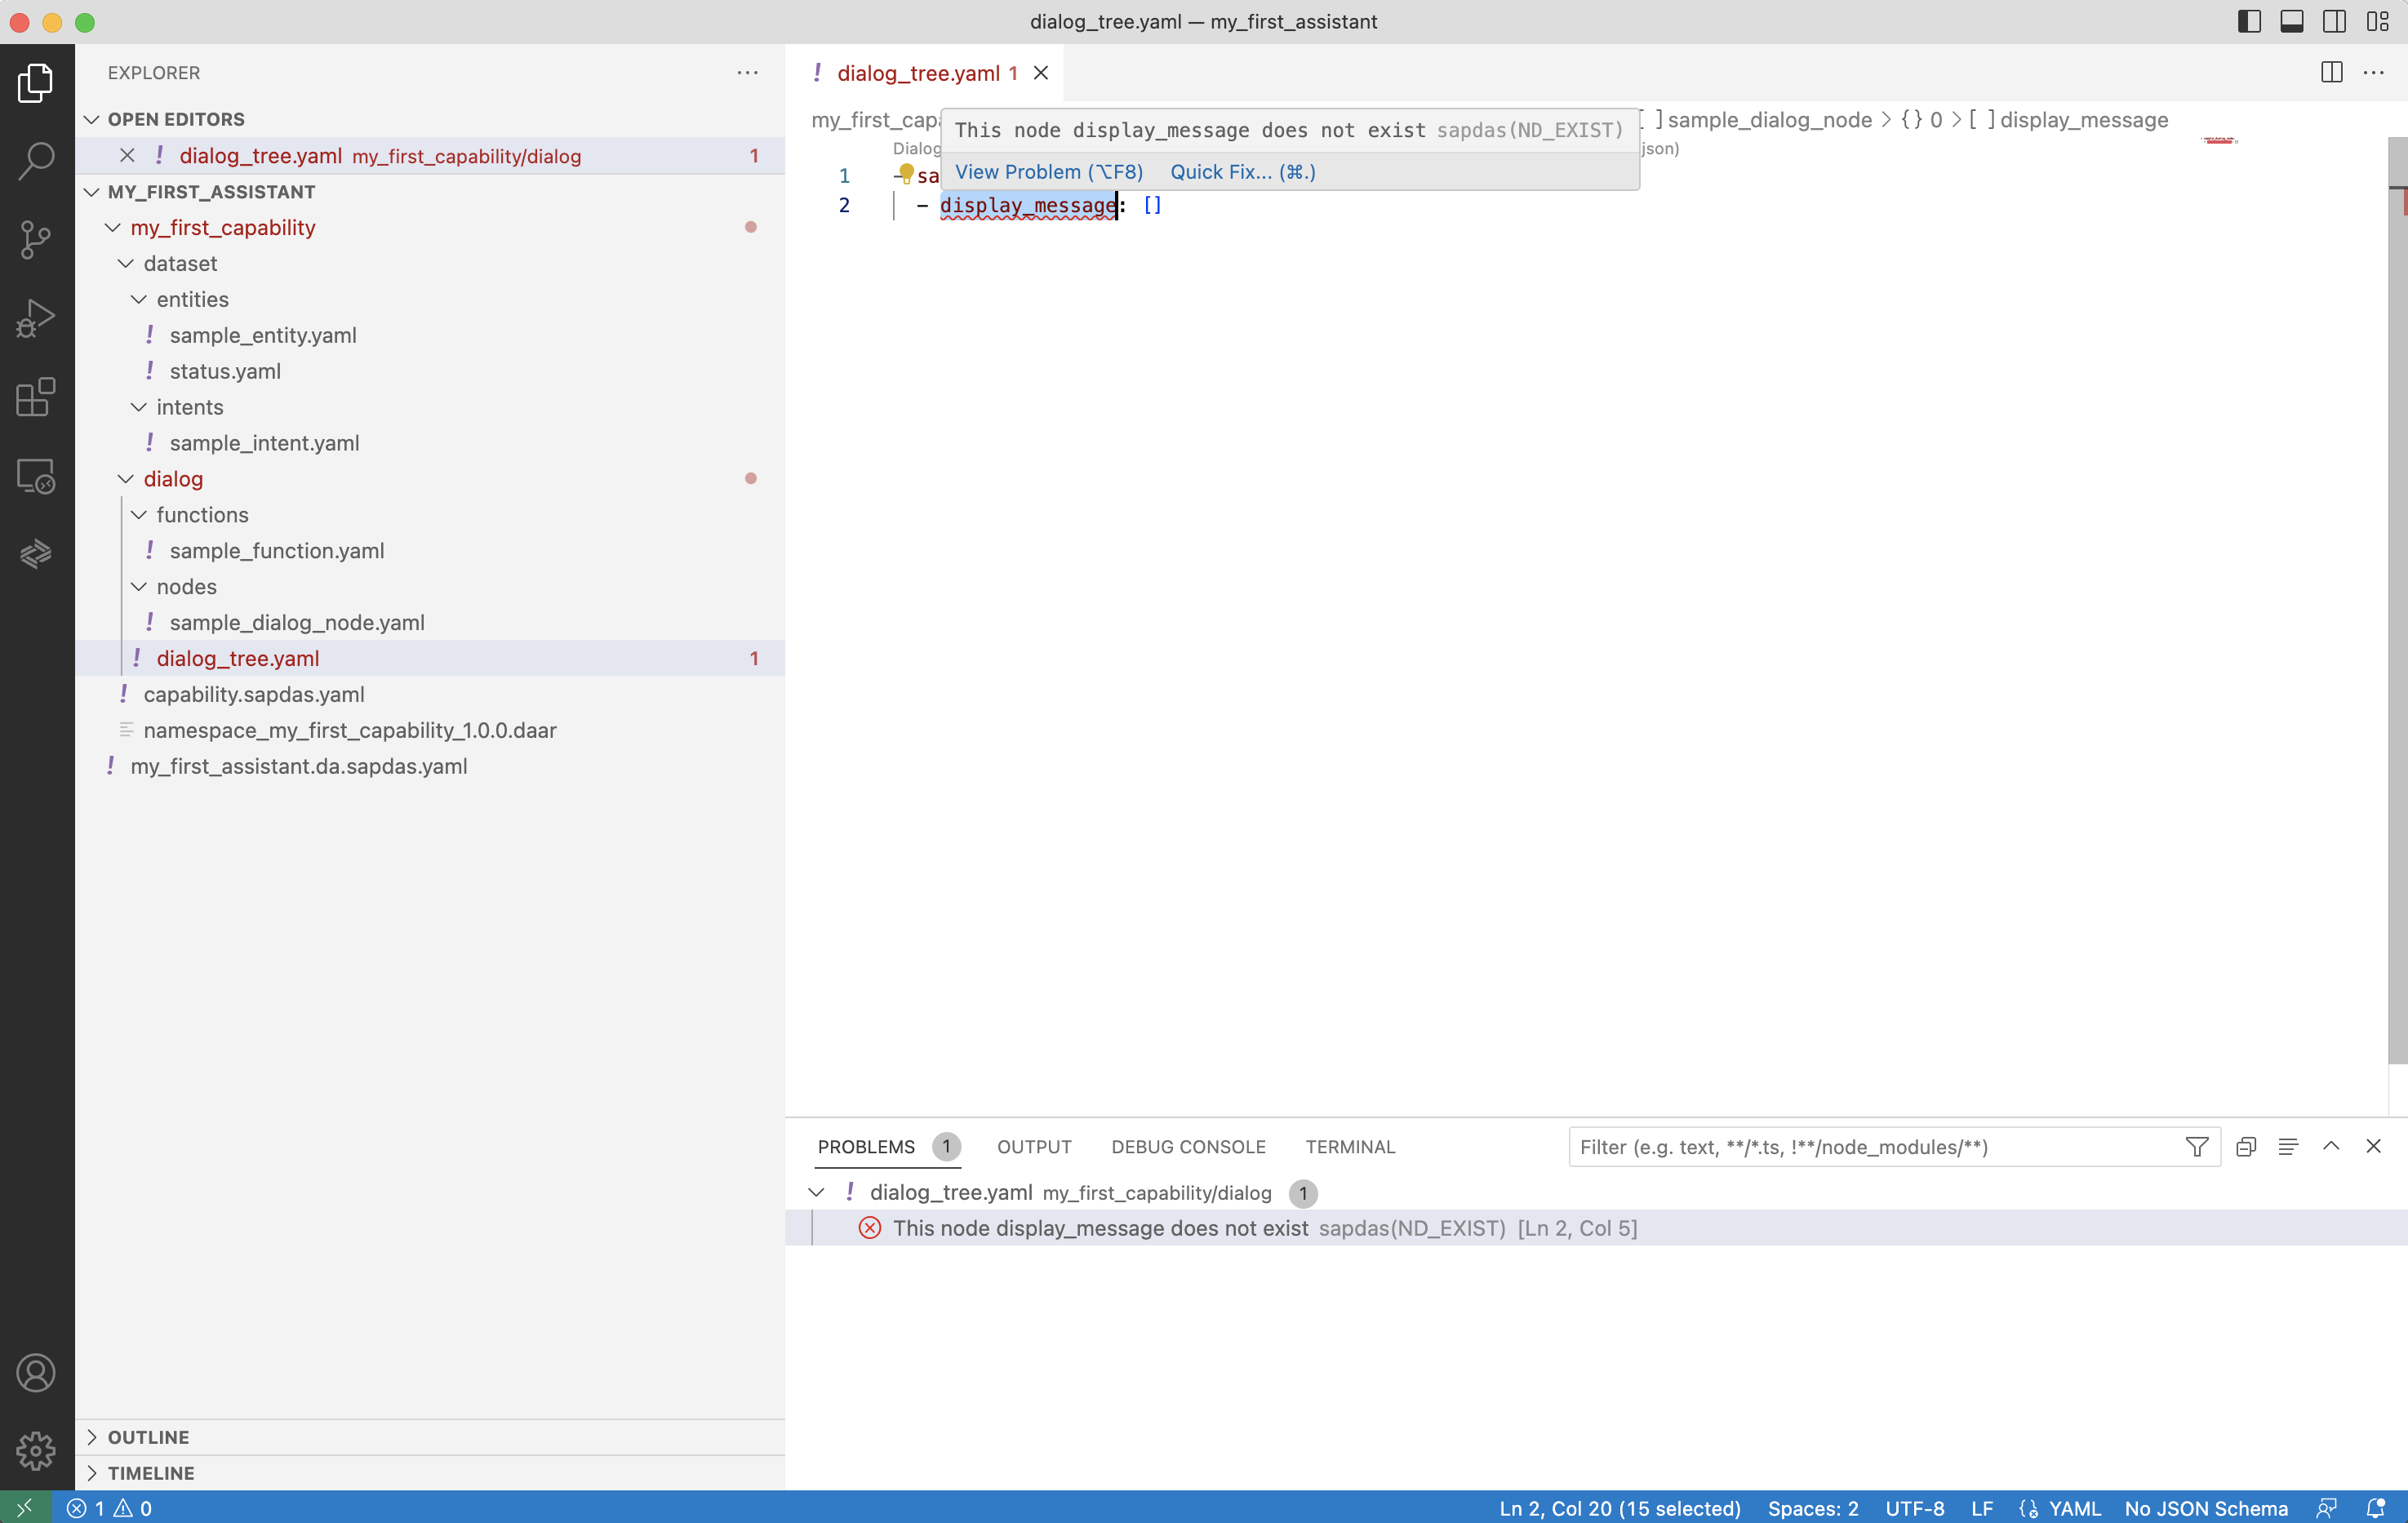 dialog_tree.yaml — my_first_assistant
EXPLORER
OPEN EDITORS
dialog_tree.yaml my_first_capability/dialog 1
MY_FIRST_ASSISTANT
my_first_capability
dataset
entities
! sample_entity.yaml
! status.yaml
intents
! sample_intent.yaml
dialog
functions
! sample_function.yaml
nodes
! sample_dialog_node.yaml
! dialog_tree.yaml 1
! capability.sapdas.yaml
namespace_my_first_capability_1.0.0.daar
! my_first_assistant.da.sapdas.yaml
OUTLINE
TIMELINE
! dialog_tree.yaml 1
my_first_capa [ ] sample_dialog_node > {} 0 > [ ] display_message
This node display_message does not exist sapdas(ND_EXIST)
View Problem (⌥F8) Quick Fix... (⌘.)
Dialog json)
1 - sa
2 - display_message: []
PROBLEMS 1 OUTPUT DEBUG CONSOLE TERMINAL
Filter (e.g. text, **/*.ts, !**/node_modules/**)
! dialog_tree.yaml my_first_capability/dialog 1
This node display_message does not exist sapdas(ND_EXIST) [Ln 2, Col 5]
1 0 Ln 2, Col 20 (15 selected) Spaces: 2 UTF-8 LF {} YAML No JSON Schema